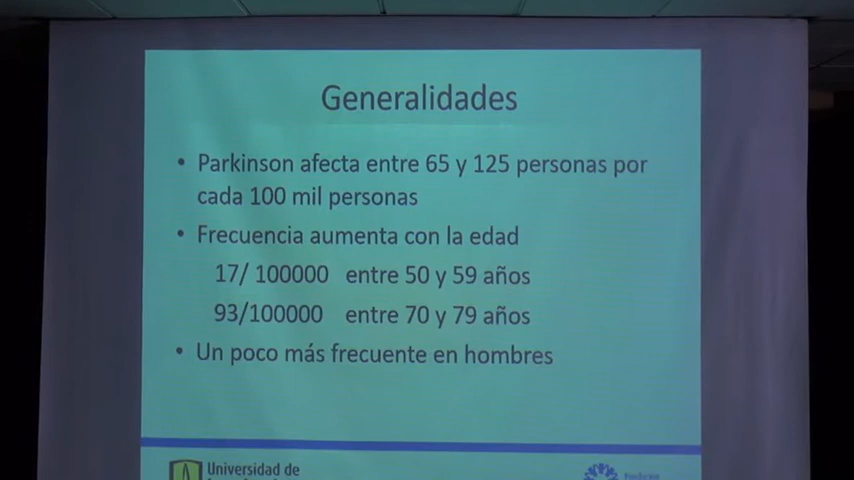 Generalidades
• Parkinson afecta entre 65 y 125 personas por
cada 100 mil personas
• Frecuencia aumenta con la edad
17/ 100000 entre 50 y 59 años
93/100000 entre 70 y 79 años
• Un poco más frecuente en hombres
Universidad de